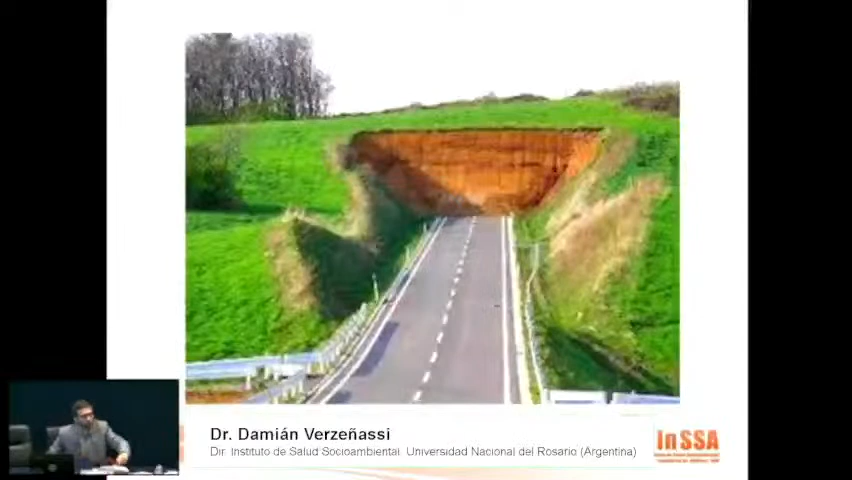 Dr. Damián Verzeñassi
Dir. Instituto de Salud Socioambiental. Universidad Nacional del Rosario (Argentina)
InSSA